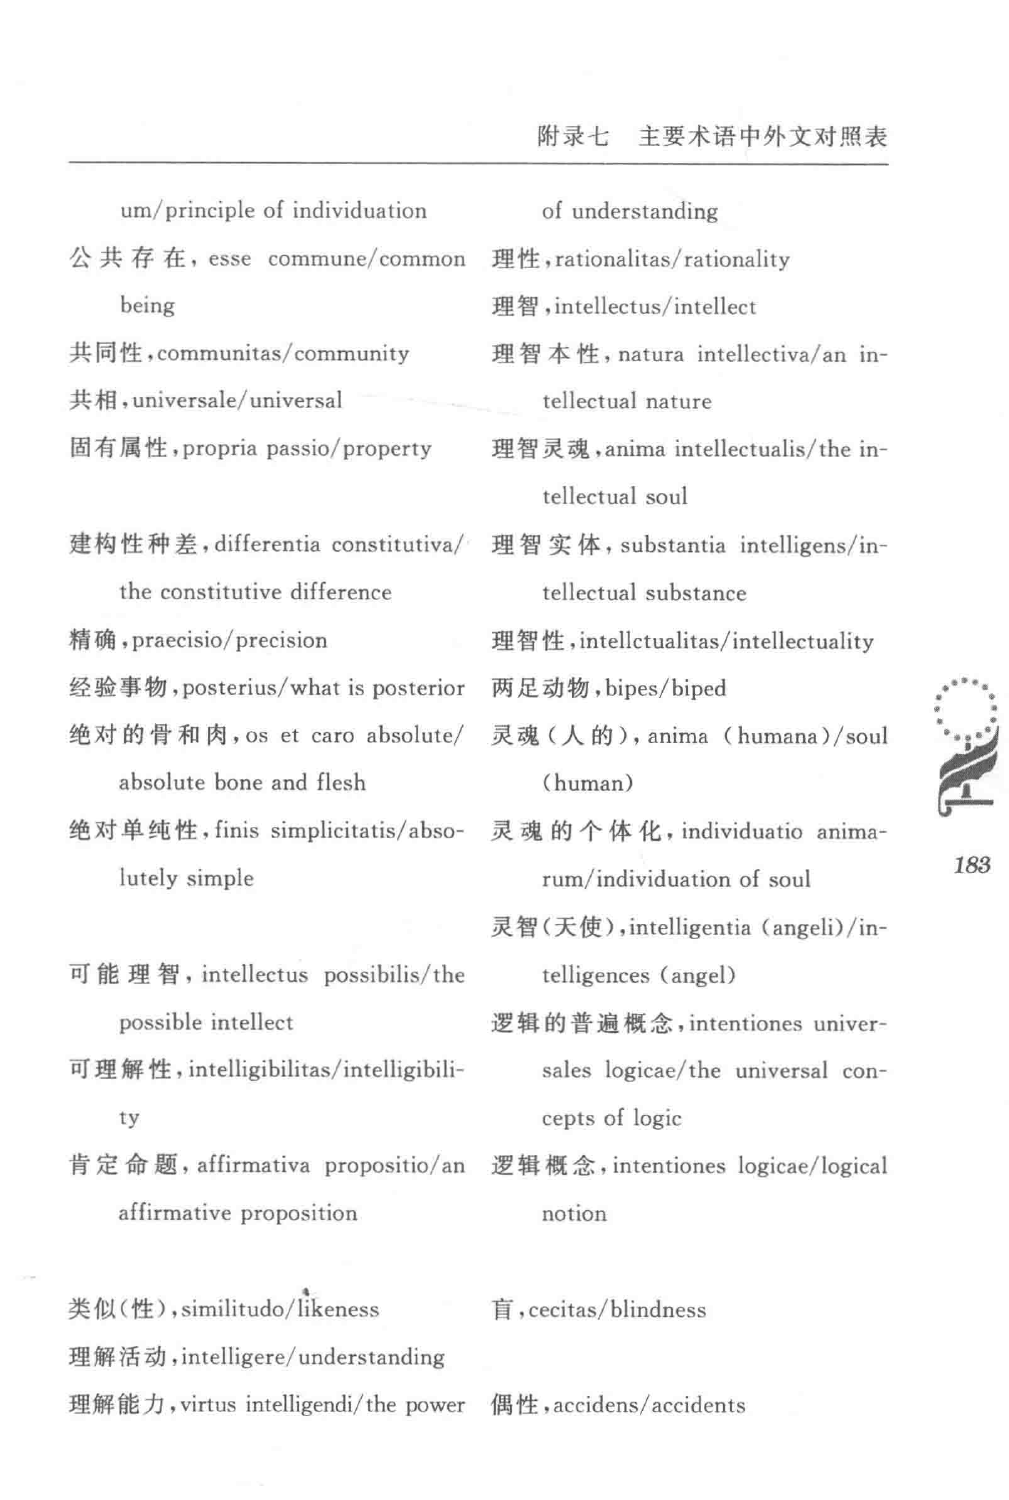 附录七　主要术语中外文对照表
um/principle of individuation
公共存在，esse commune/common
being
共同性，communitas/community
共相，universale/universal
固有属性，propria passio/property
建构性种差，differentia constitutiva/
the constitutive difference
精确，praecisio/precision
经验事物，posterius/what is posterior
绝对的骨和肉，os et caro absolute/
absolute bone and flesh
绝对单纯性，finis simplicitatis/abso-
lutely simple
可能理智，intellectus possibilis/the
possible intellect
可理解性，intelligibilitas/intelligibili-
ty
肯定命题，affirmativa propositio/an
affirmative proposition
类似(性)，similitudo/likeness
理解活动，intelligere/understanding
理解能力，virtus intelligendi/the power
of understanding
理性，rationalitas/rationality
理智，intellectus/intellect
理智本性，natura intellectiva/an in-
tellectual nature
理智灵魂，anima intellectualis/the in-
tellectual soul
理智实体，substantia intelligens/in-
tellectual substance
理智性，intellctualitas/intellectuality
两足动物，bipes/biped
灵魂(人的)，anima (humana)/soul
(human)
灵魂的个体化，individuatio anima-
rum/individuation of soul
灵智(天使)，intelligentia (angeli)/in-
telligences (angel)
逻辑的普遍概念，intentiones univer-
sales logicae/the universal con-
cepts of logic
逻辑概念，intentiones logicae/logical
notion
盲，cecitas/blindness
偶性，accidens/accidents
183